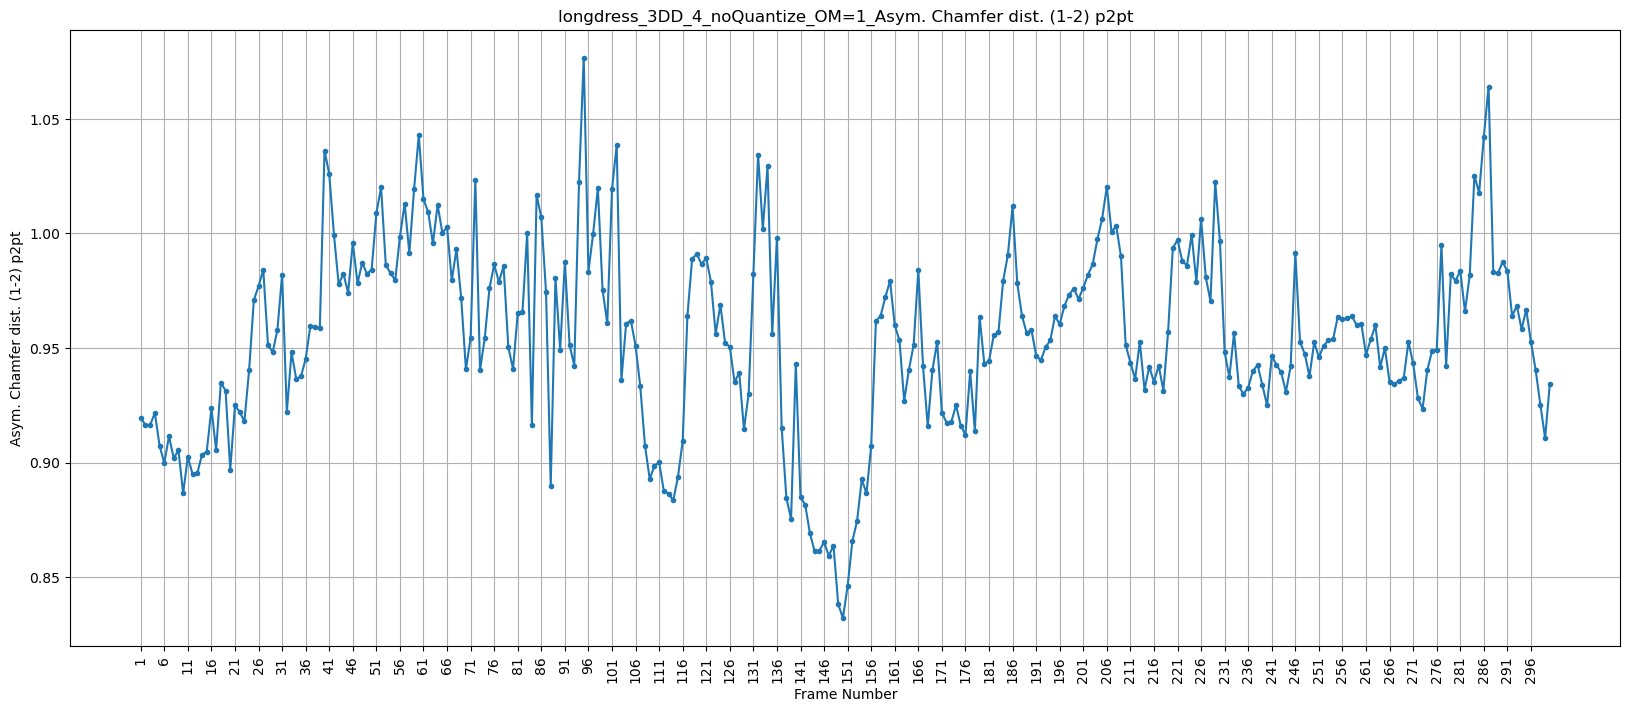 longdress_3DD_4_noQuantize_OM=1_Asym. Chamfer dist. (1-2) p2pt
Asym. Chamfer dist. (1-2) p2pt
1.05
1.00
0.95
0.90
0.85
1 6 11 16 21 26 31 36 41 46 51 56 61 66 71 76 81 86 91 96 101 106 111 116 121 126 131 136 141 146 151 156 161 166 171 176 181 186 191 196 201 206 211 216 221 226 231 236 241 246 251 256 261 266 271 276 281 286 291 296
Frame Number